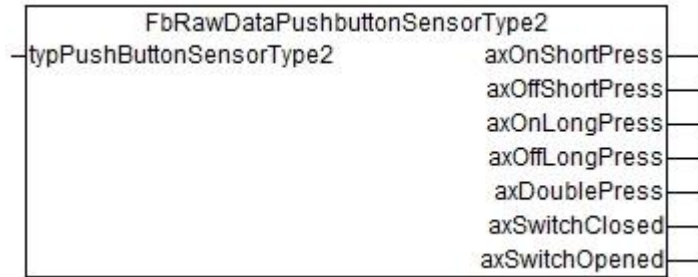 FbRawDataPushbuttonSensorType2
typPushButtonSensorType2 axOnShortPress
axOffShortPress
axOnLongPress
axOffLongPress
axDoublePress
axSwitchClosed
axSwitchOpened